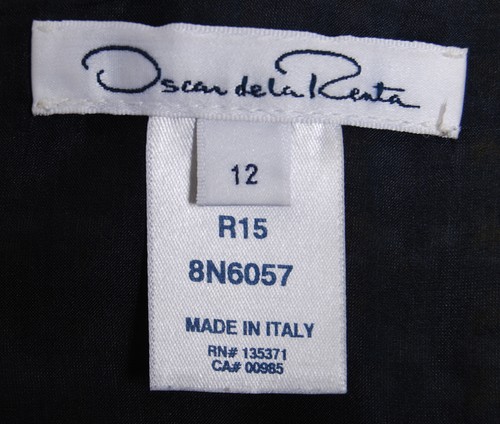 Oscar de la Renta
12
R15
8N6057
MADE IN ITALY
RN# 135371
CA# 00985